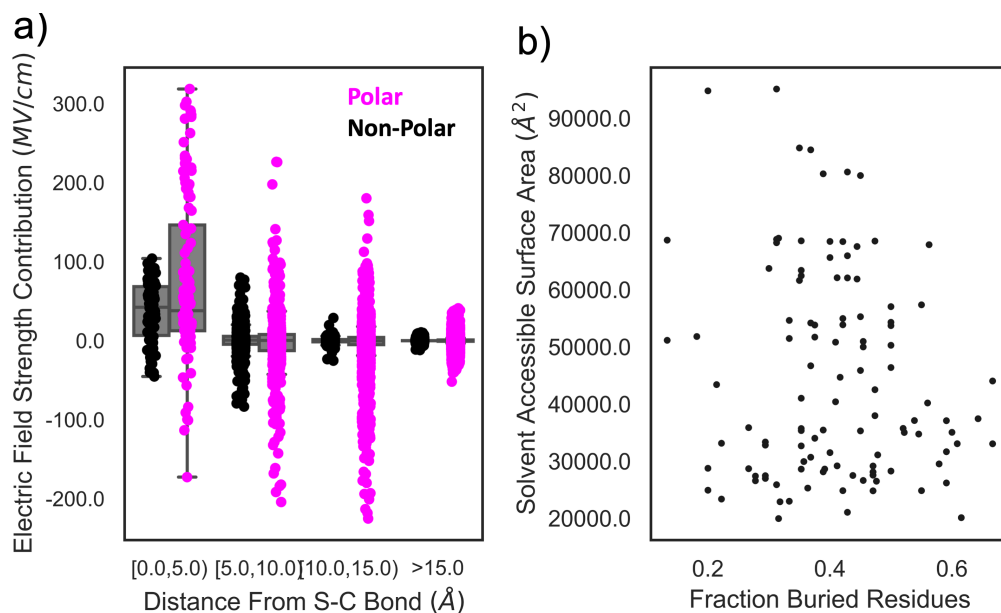 a)
Electric Field Strength Contribution (MV/cm)
300.0
200.0
100.0
0.0
-100.0
-200.0
Polar
Non-Polar
[0.0,5.0)
[5.0,10.0)
[10.0,15.0)
>15.0
Distance From S-C Bond (Å)
b)
Solvent Accessible Surface Area (Å²)
90000.0
80000.0
70000.0
60000.0
50000.0
40000.0
30000.0
20000.0
0.2
0.4
0.6
Fraction Buried Residues